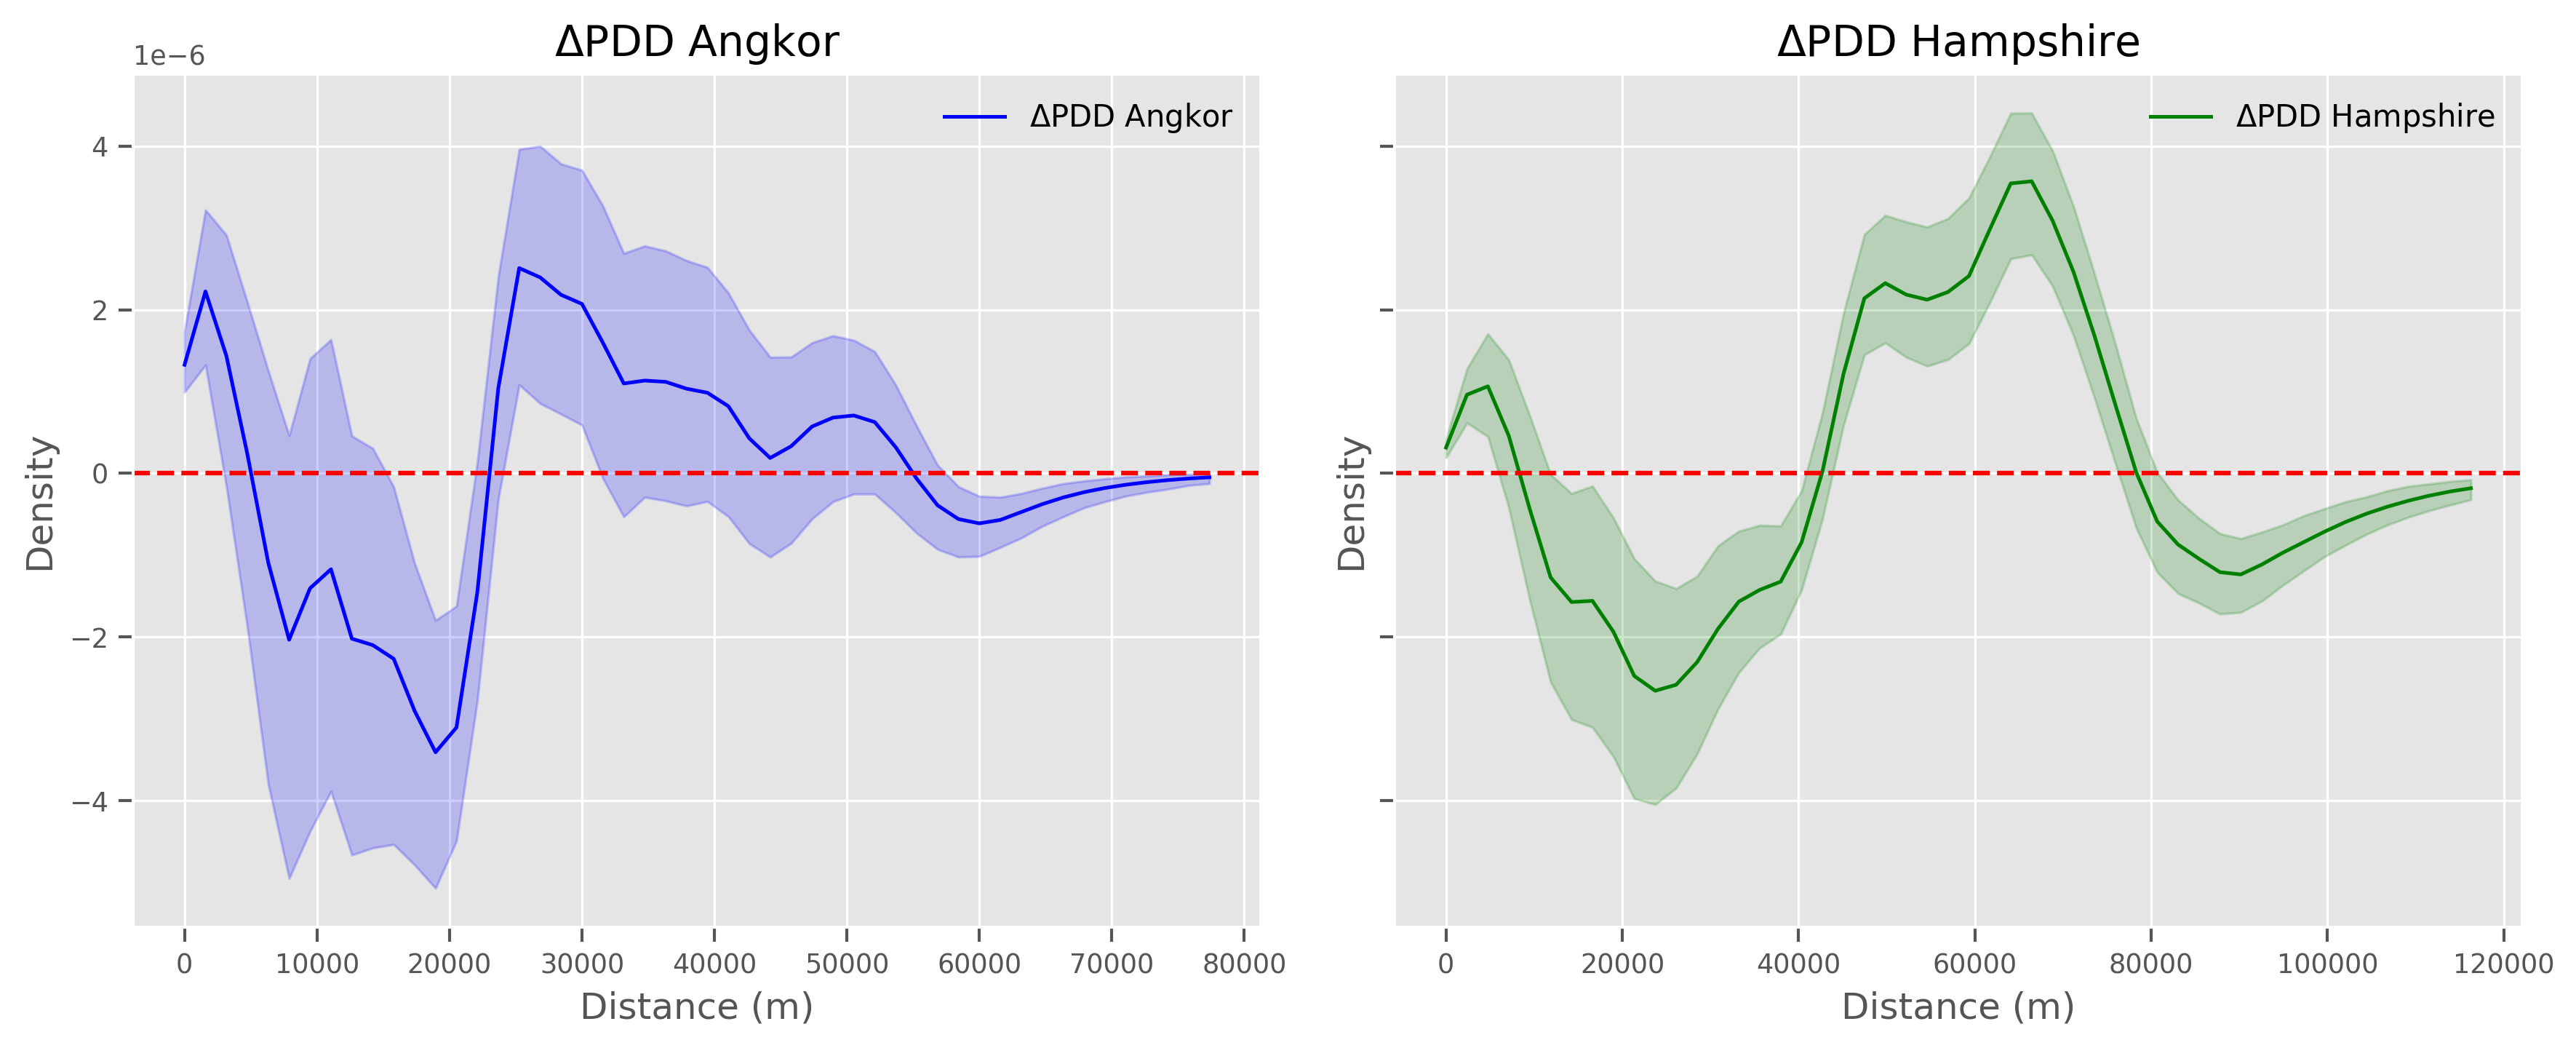 ΔPDD Angkor
1e−6
ΔPDD Angkor
Density
4
2
0
−2
−4
0 10000 20000 30000 40000 50000 60000 70000 80000
Distance (m)
ΔPDD Hampshire
ΔPDD Hampshire
Density
0 20000 40000 60000 80000 100000 120000
Distance (m)